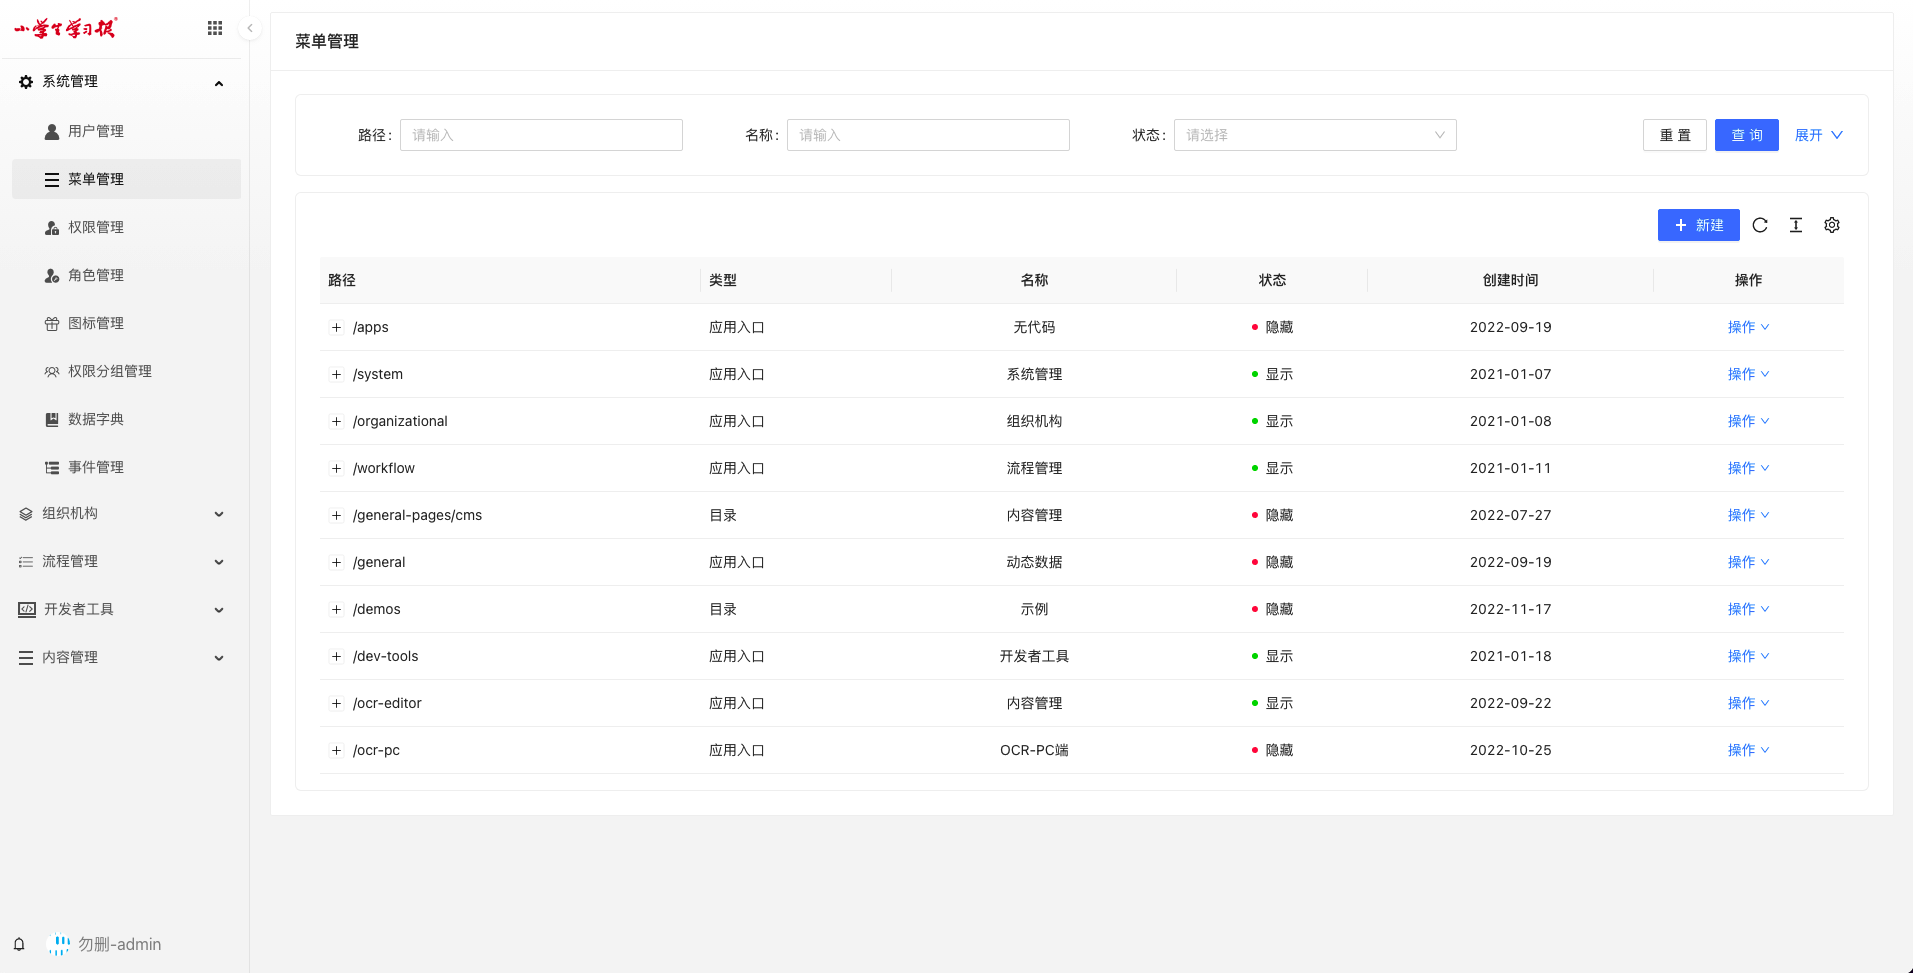 小学生学习报
系统管理
用户管理
菜单管理
权限管理
角色管理
图标管理
权限分组管理
数据字典
事件管理
组织机构
流程管理
开发者工具
内容管理
勿删-admin
菜单管理
路径: 请输入 名称: 请输入 状态: 请选择 重置 查询 展开
新建
路径 类型 名称 状态 创建时间 操作
/apps 应用入口 无代码 隐藏 2022-09-19 操作
/system 应用入口 系统管理 显示 2021-01-07 操作
/organizational 应用入口 组织机构 显示 2021-01-08 操作
/workflow 应用入口 流程管理 显示 2021-01-11 操作
/general-pages/cms 目录 内容管理 隐藏 2022-07-27 操作
/general 应用入口 动态数据 隐藏 2022-09-19 操作
/demos 目录 示例 隐藏 2022-11-17 操作
/dev-tools 应用入口 开发者工具 显示 2021-01-18 操作
/ocr-editor 应用入口 内容管理 显示 2022-09-22 操作
/ocr-pc 应用入口 OCR-PC端 隐藏 2022-10-25 操作